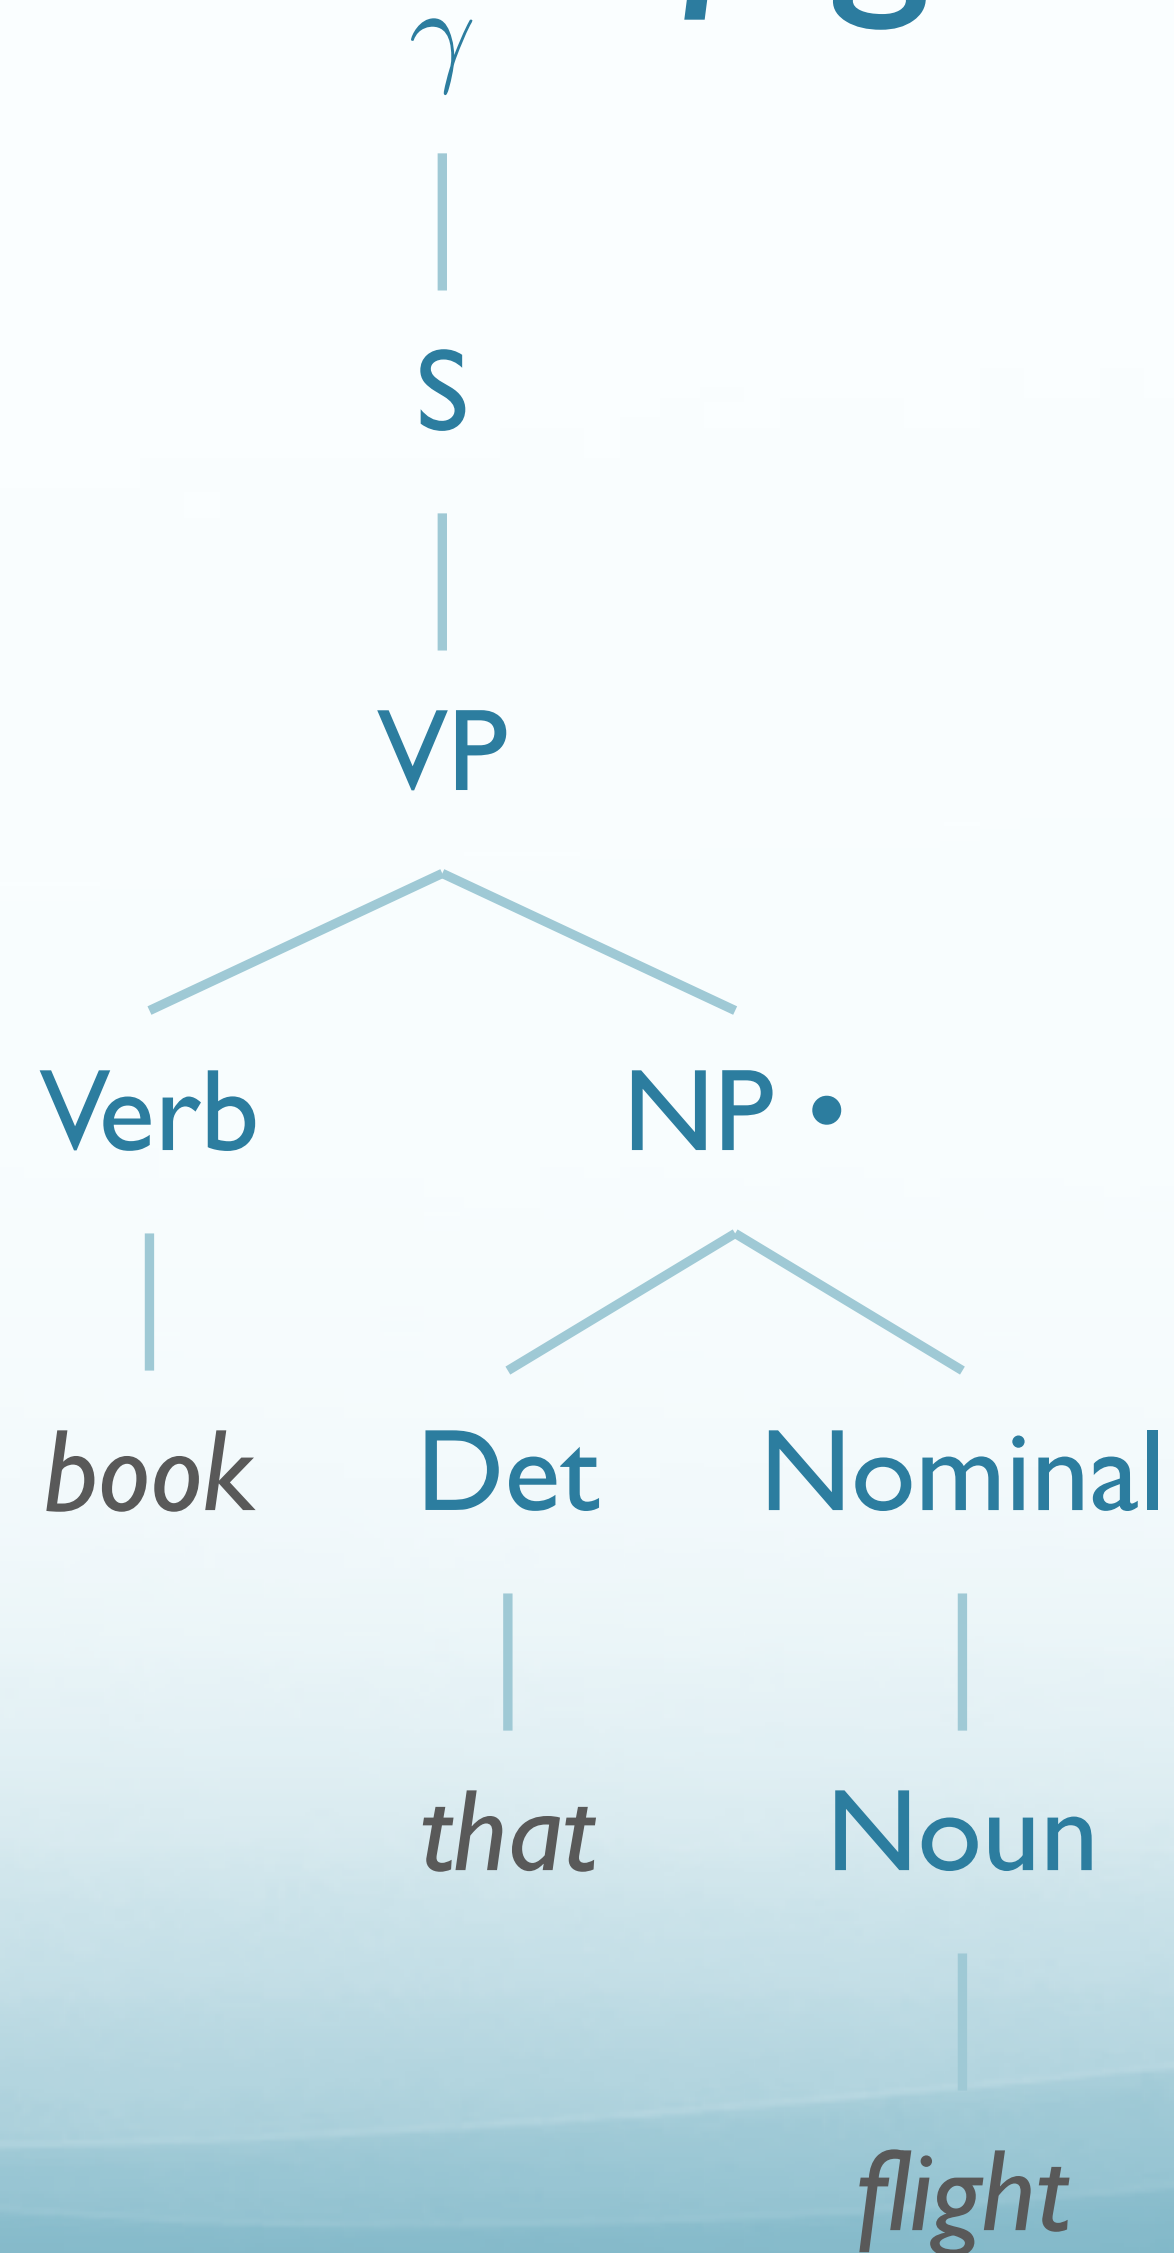 γ
S
VP
Verb NP •
book Det Nominal
that Noun
flight